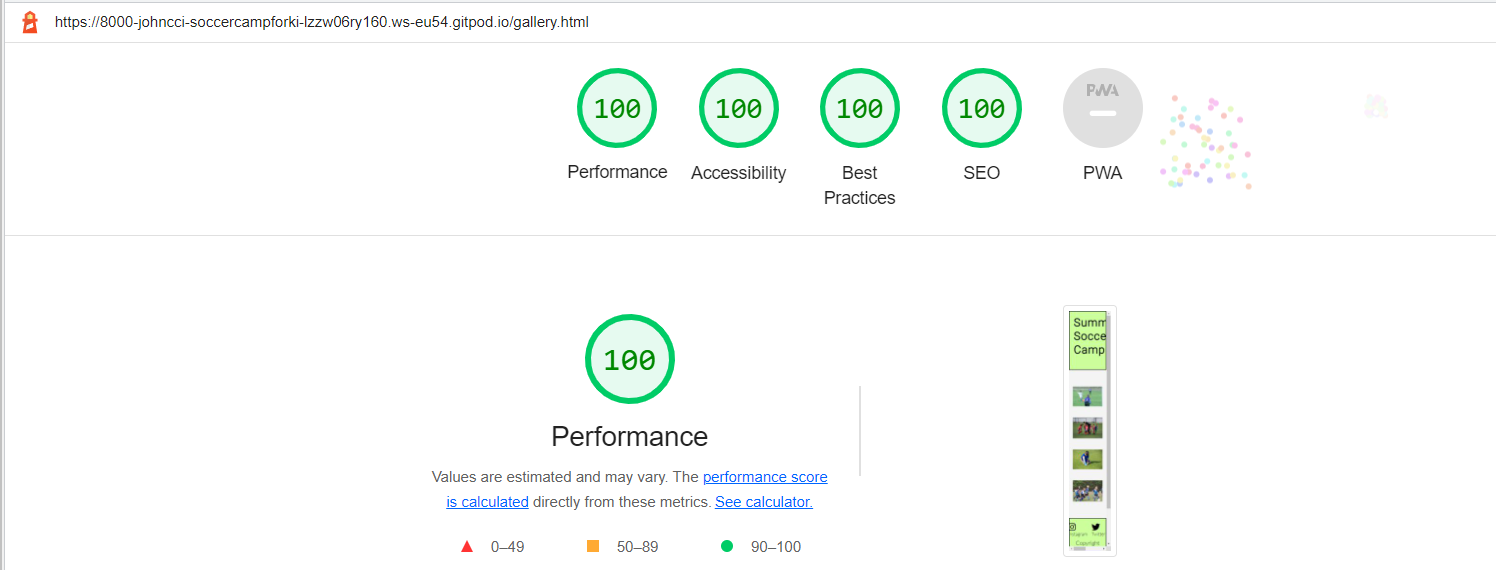 https://8000-johncci-soccercampforki-lzzw06ry160.ws-eu54.gitpod.io/gallery.html
100 100 100 100 PWA
Performance Accessibility Best Practices SEO PWA
100
Performance
Values are estimated and may vary. The performance score
is calculated directly from these metrics. See calculator.
0–49 50–89 90–100
Summ
Socce
Camp
Twitter
Copyright